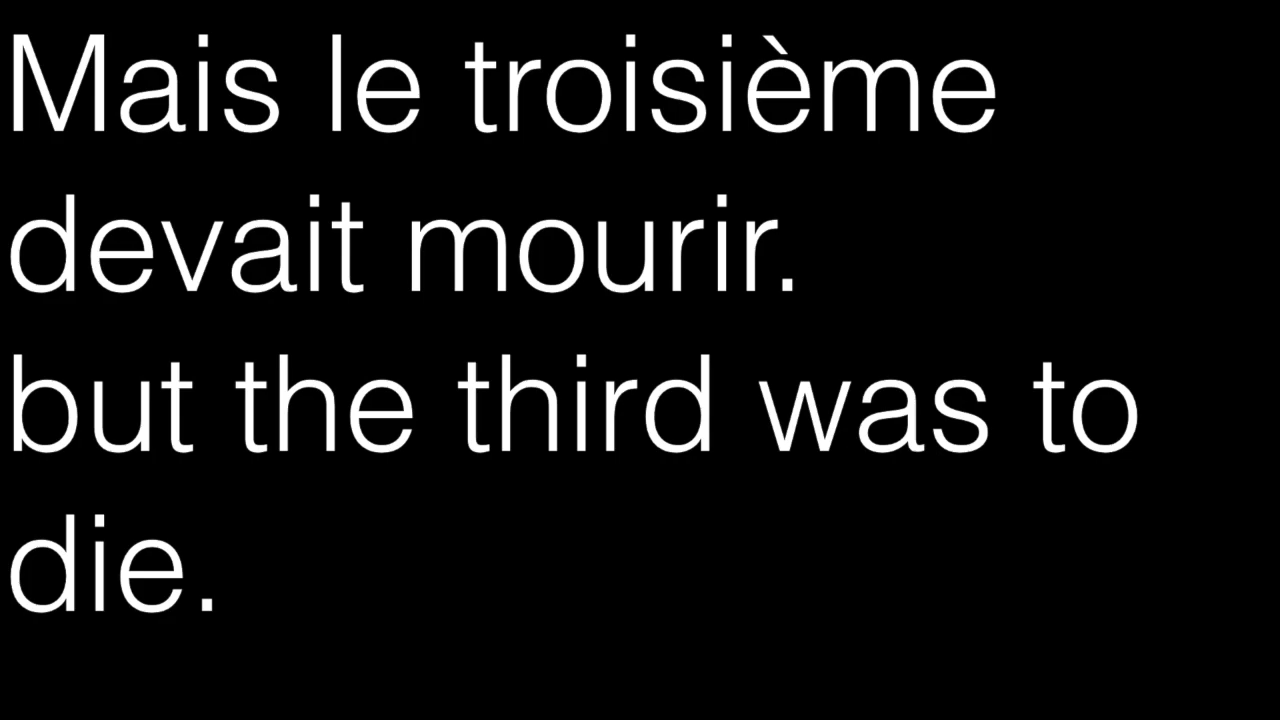 Mais le troisième
devait mourir.
but the third was to
die.